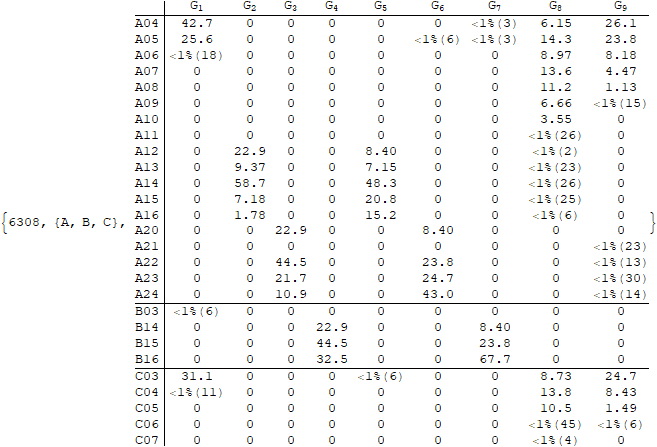 G1 G2 G3 G4 G5 G6 G7 G8 G9
A04 42.7 0 0 0 0 0 <1%(3) 6.15 26.1
A05 25.6 0 0 0 0 <1%(6) <1%(3) 14.3 23.8
A06 <1%(18) 0 0 0 0 0 0 8.97 8.18
A07 0 0 0 0 0 0 0 13.6 4.47
A08 0 0 0 0 0 0 0 11.2 1.13
A09 0 0 0 0 0 0 0 6.66 <1%(15)
A10 0 0 0 0 0 0 0 3.55 0
A11 0 0 0 0 0 0 0 <1%(26) 0
A12 0 22.9 0 0 8.40 0 0 <1%(2) 0
A13 0 9.37 0 0 7.15 0 0 <1%(23) 0
A14 0 58.7 0 0 48.3 0 0 <1%(26) 0
A15 0 7.18 0 0 20.8 0 0 <1%(25) 0
A16 0 1.78 0 0 15.2 0 0 <1%(6) 0
{6308, {A, B, C}, A20 0 0 22.9 0 0 8.40 0 0 0 }
A21 0 0 0 0 0 0 0 0 <1%(23)
A22 0 0 44.5 0 0 23.8 0 0 <1%(13)
A23 0 0 21.7 0 0 24.7 0 0 <1%(30)
A24 0 0 10.9 0 0 43.0 0 0 <1%(14)
B03 <1%(6) 0 0 0 0 0 0 0 0
B14 0 0 0 22.9 0 0 8.40 0 0
B15 0 0 0 44.5 0 0 23.8 0 0
B16 0 0 0 32.5 0 0 67.7 0 0
C03 31.1 0 0 0 <1%(6) 0 0 8.73 24.7
C04 <1%(11) 0 0 0 0 0 0 13.8 8.43
C05 0 0 0 0 0 0 0 10.5 1.49
C06 0 0 0 0 0 0 0 <1%(45) <1%(6)
C07 0 0 0 0 0 0 0 <1%(4) 0